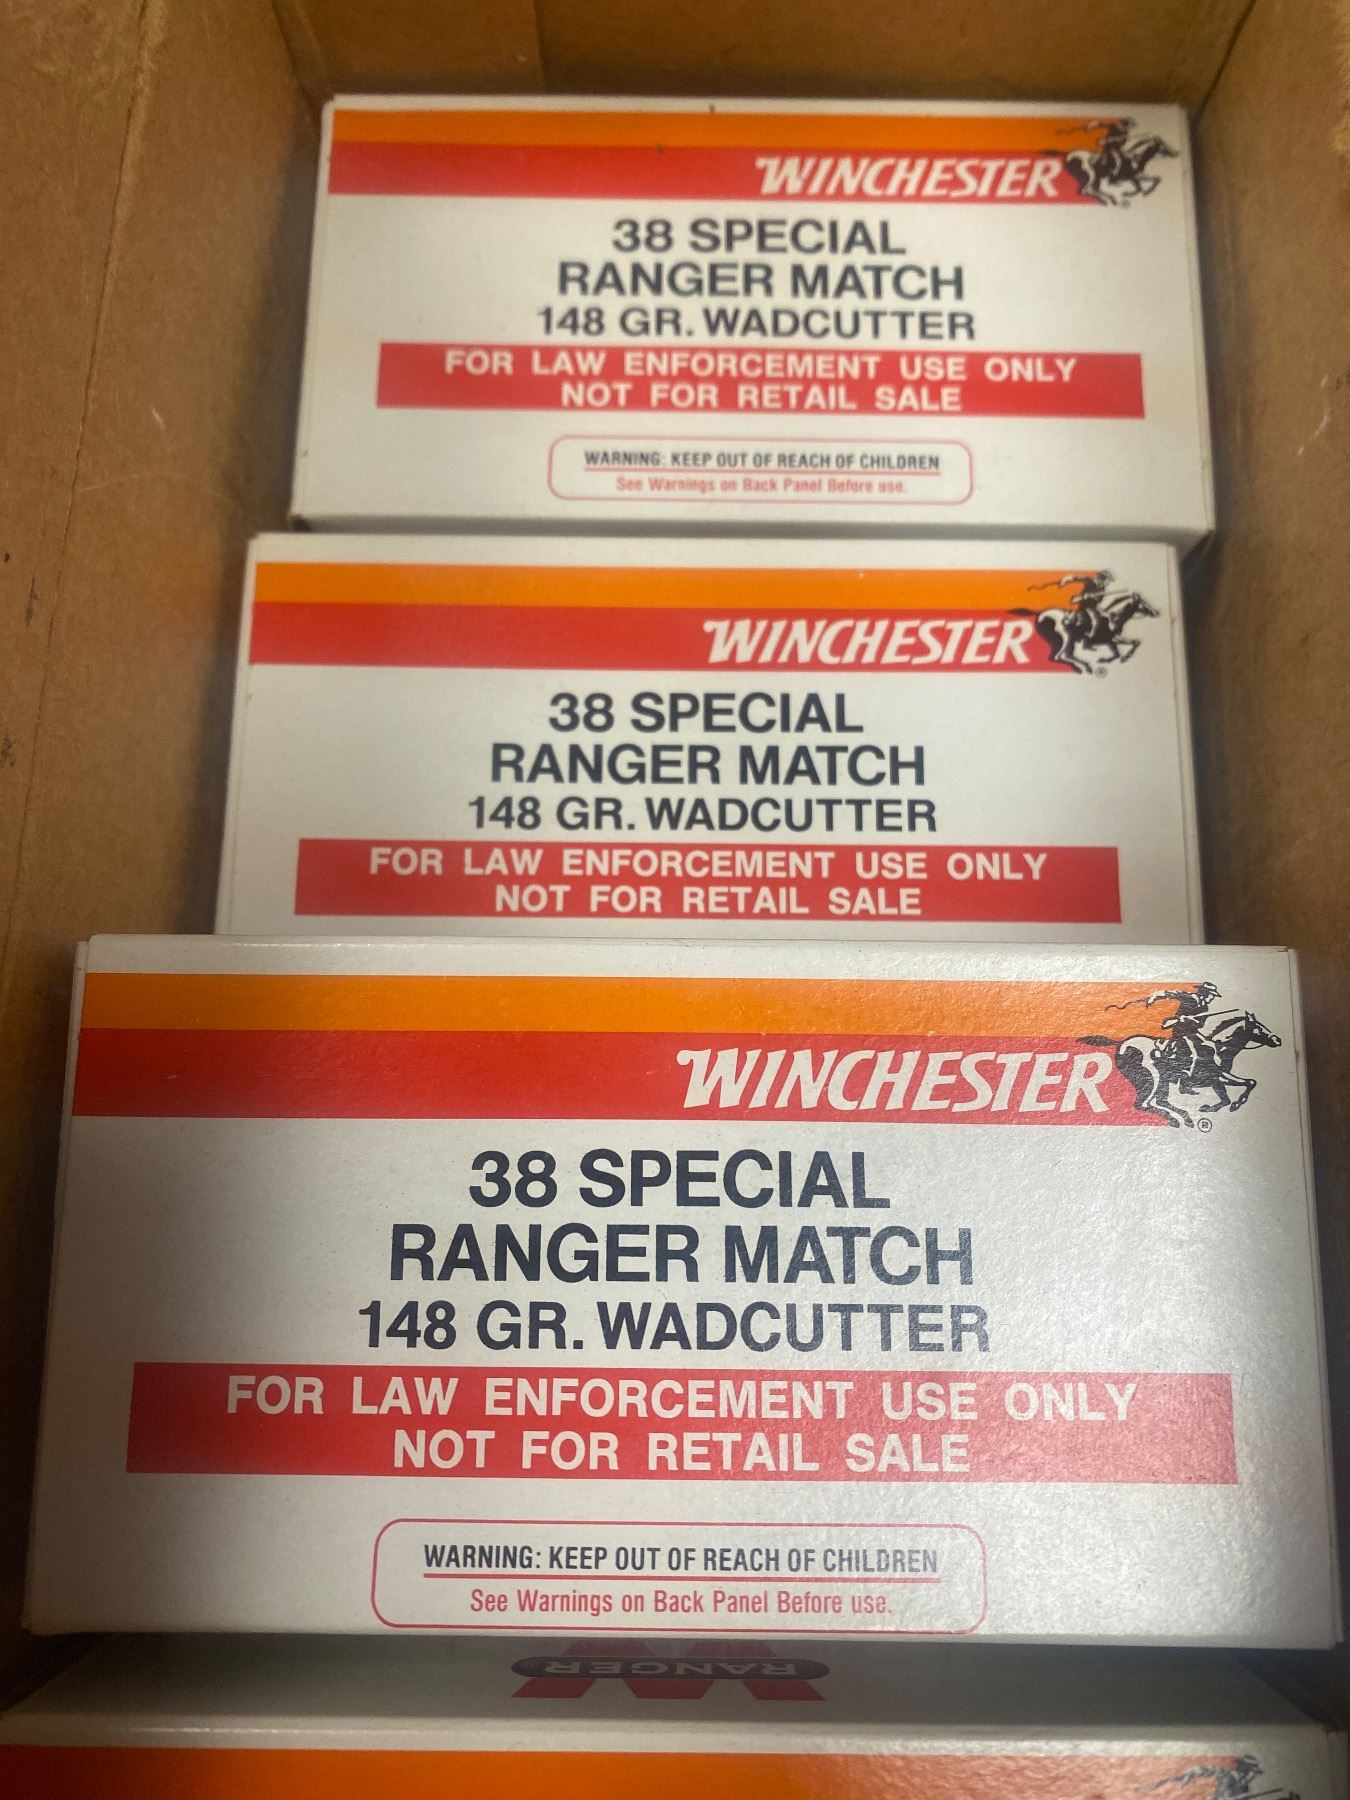 WINCHESTER
®
38 SPECIAL
RANGER MATCH
148 GR. WADCUTTER
FOR LAW ENFORCEMENT USE ONLY
NOT FOR RETAIL SALE
WARNING: KEEP OUT OF REACH OF CHILDREN
See Warnings on Back Panel Before use.
WINCHESTER
®
38 SPECIAL
RANGER MATCH
148 GR. WADCUTTER
FOR LAW ENFORCEMENT USE ONLY
NOT FOR RETAIL SALE
WINCHESTER
®
38 SPECIAL
RANGER MATCH
148 GR. WADCUTTER
FOR LAW ENFORCEMENT USE ONLY
NOT FOR RETAIL SALE
WARNING: KEEP OUT OF REACH OF CHILDREN
See Warnings on Back Panel Before use.
RANGER